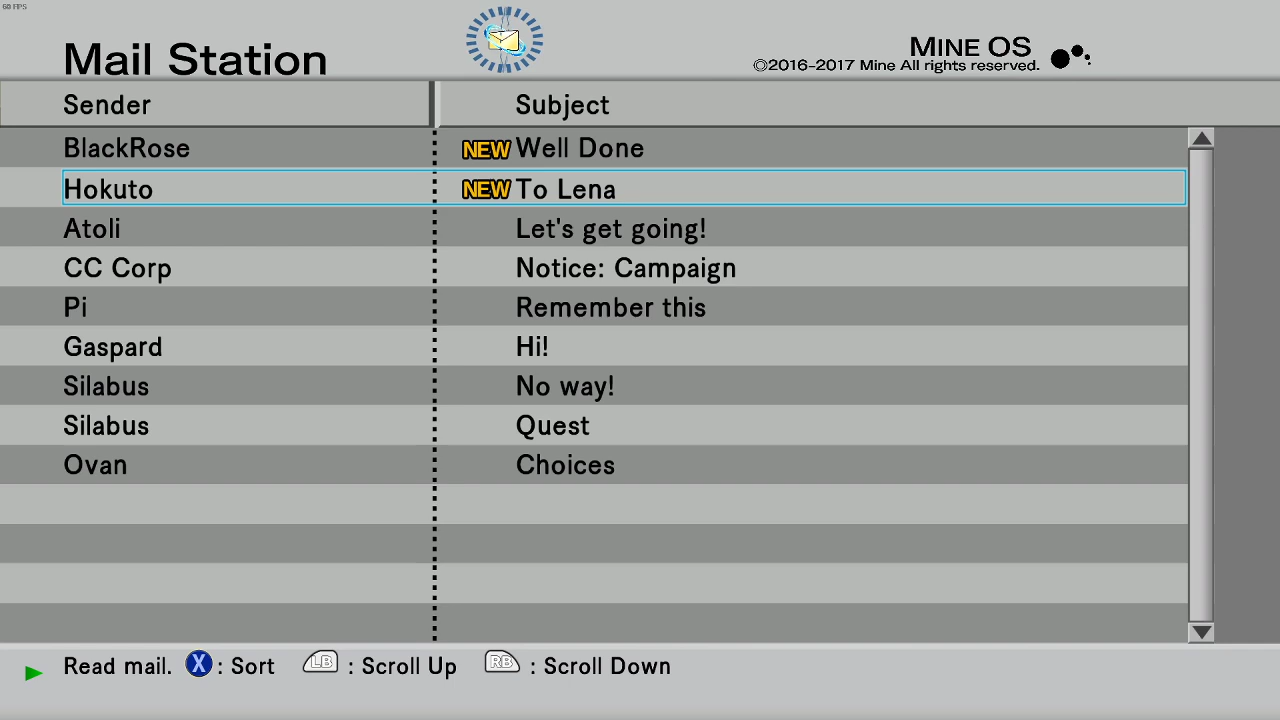 60 FPS
Mail Station
MINE OS
©2016-2017 Mine All rights reserved.
Sender Subject
BlackRose NEW Well Done
Hokuto NEW To Lena
Atoli Let's get going!
CC Corp Notice: Campaign
Pi Remember this
Gaspard Hi!
Silabus No way!
Silabus Quest
Ovan Choices
Read mail. X : Sort LB : Scroll Up RB : Scroll Down